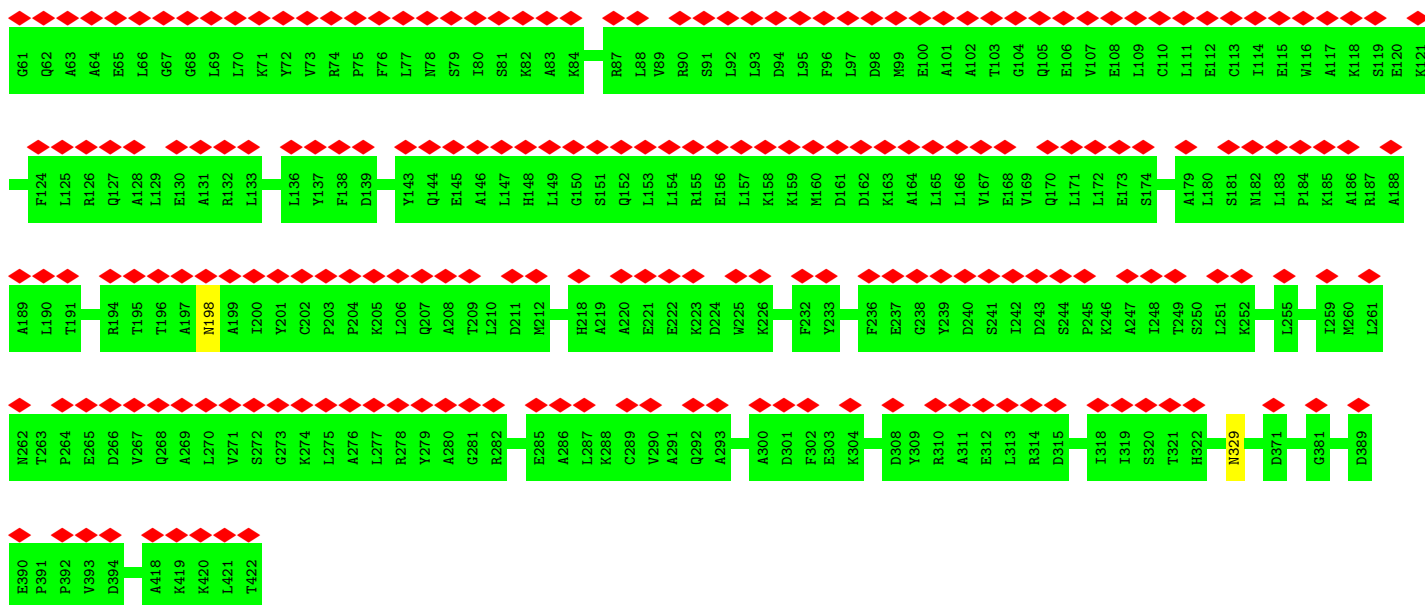 G61 Q62 A63 A64 E65 L66 G67 G68 L69 L70 K71 Y72 V73 R74 P75 F76 L77 N78 S79 I80 S81 K82 A83 K84 R87 L88 V89 R90 S91 L92 L93 D94 L95 F96 L97 D98 M99 E100 A101 A102 T103 G104 Q105 E106 V107 E108 L109 C110 L111 E112 C113 I114 E115 W116 A117 K118 S119 E120 K121
F124 L125 R126 Q127 A128 L129 E130 A131 R132 L133 L136 Y137 F138 D139 Y143 Q144 E145 A146 L147 H148 L149 G150 S151 Q152 L153 L154 R155 E156 L157 K158 K159 M160 D161 D162 K163 A164 L165 L166 V167 E168 V169 Q170 L171 L172 E173 S174 A179 L180 S181 N182 L183 P184 K185 A186 R187 A188
A189 L190 T191 R194 T195 T196 A197 N198 A199 I200 Y201 C202 P203 P204 K205 L206 Q207 A208 T209 L210 D211 M212 H218 A219 A220 E221 E222 K223 D224 W225 K226 F232 Y233 F236 E237 G238 Y239 D240 S241 I242 D243 S244 P245 K246 A247 I248 T249 S250 L251 K252 L255 I259 M260 L261
N262 T263 P264 E265 D266 V267 Q268 A269 L270 V271 S272 G273 K274 L275 A276 L277 R278 Y279 A280 G281 R282 E285 A286 L287 K288 C289 V290 A291 Q292 A293 A300 D301 F302 E303 K304 D308 Y309 R310 A311 E312 L313 R314 D315 I318 I319 S320 T321 H322 N329 D371 G381 D389
E390 P391 P392 V393 D394 A418 K419 K420 L421 T422